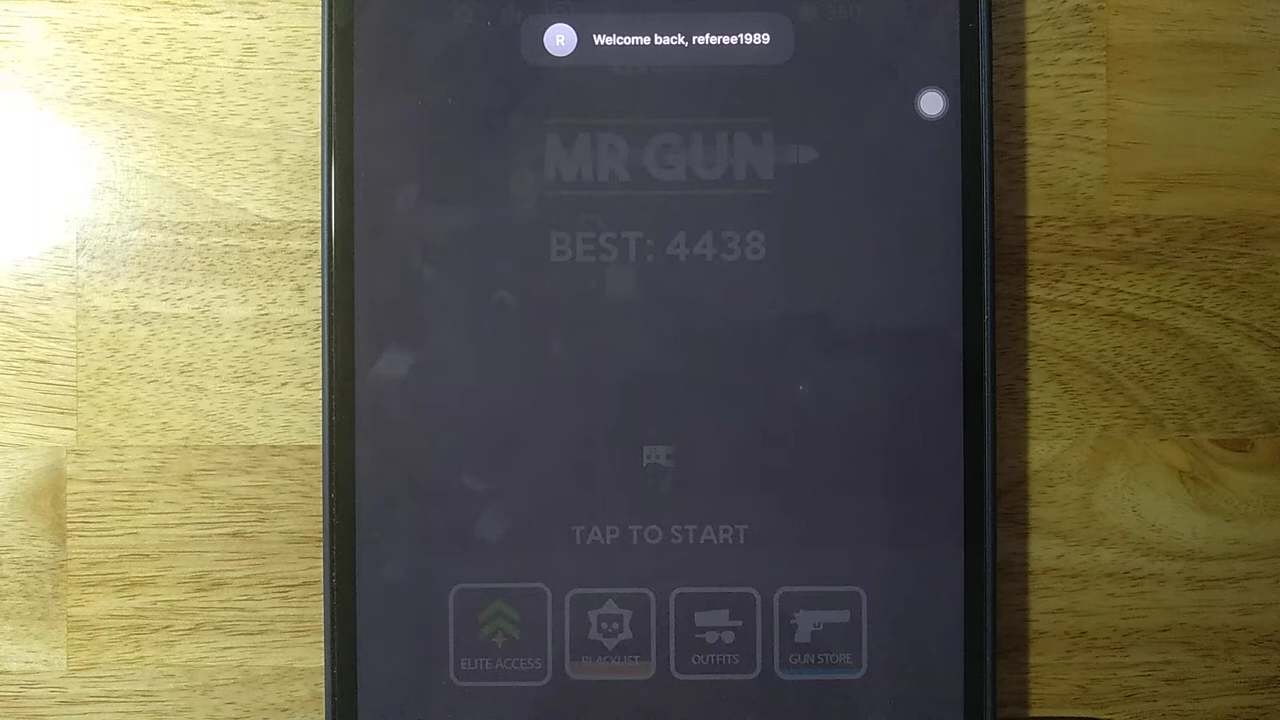 R
Welcome back, referee1989
MR GUN
BEST: 4438
TAP TO START
ELITE ACCESS
BLACKLIST
OUTFITS
GUN STORE